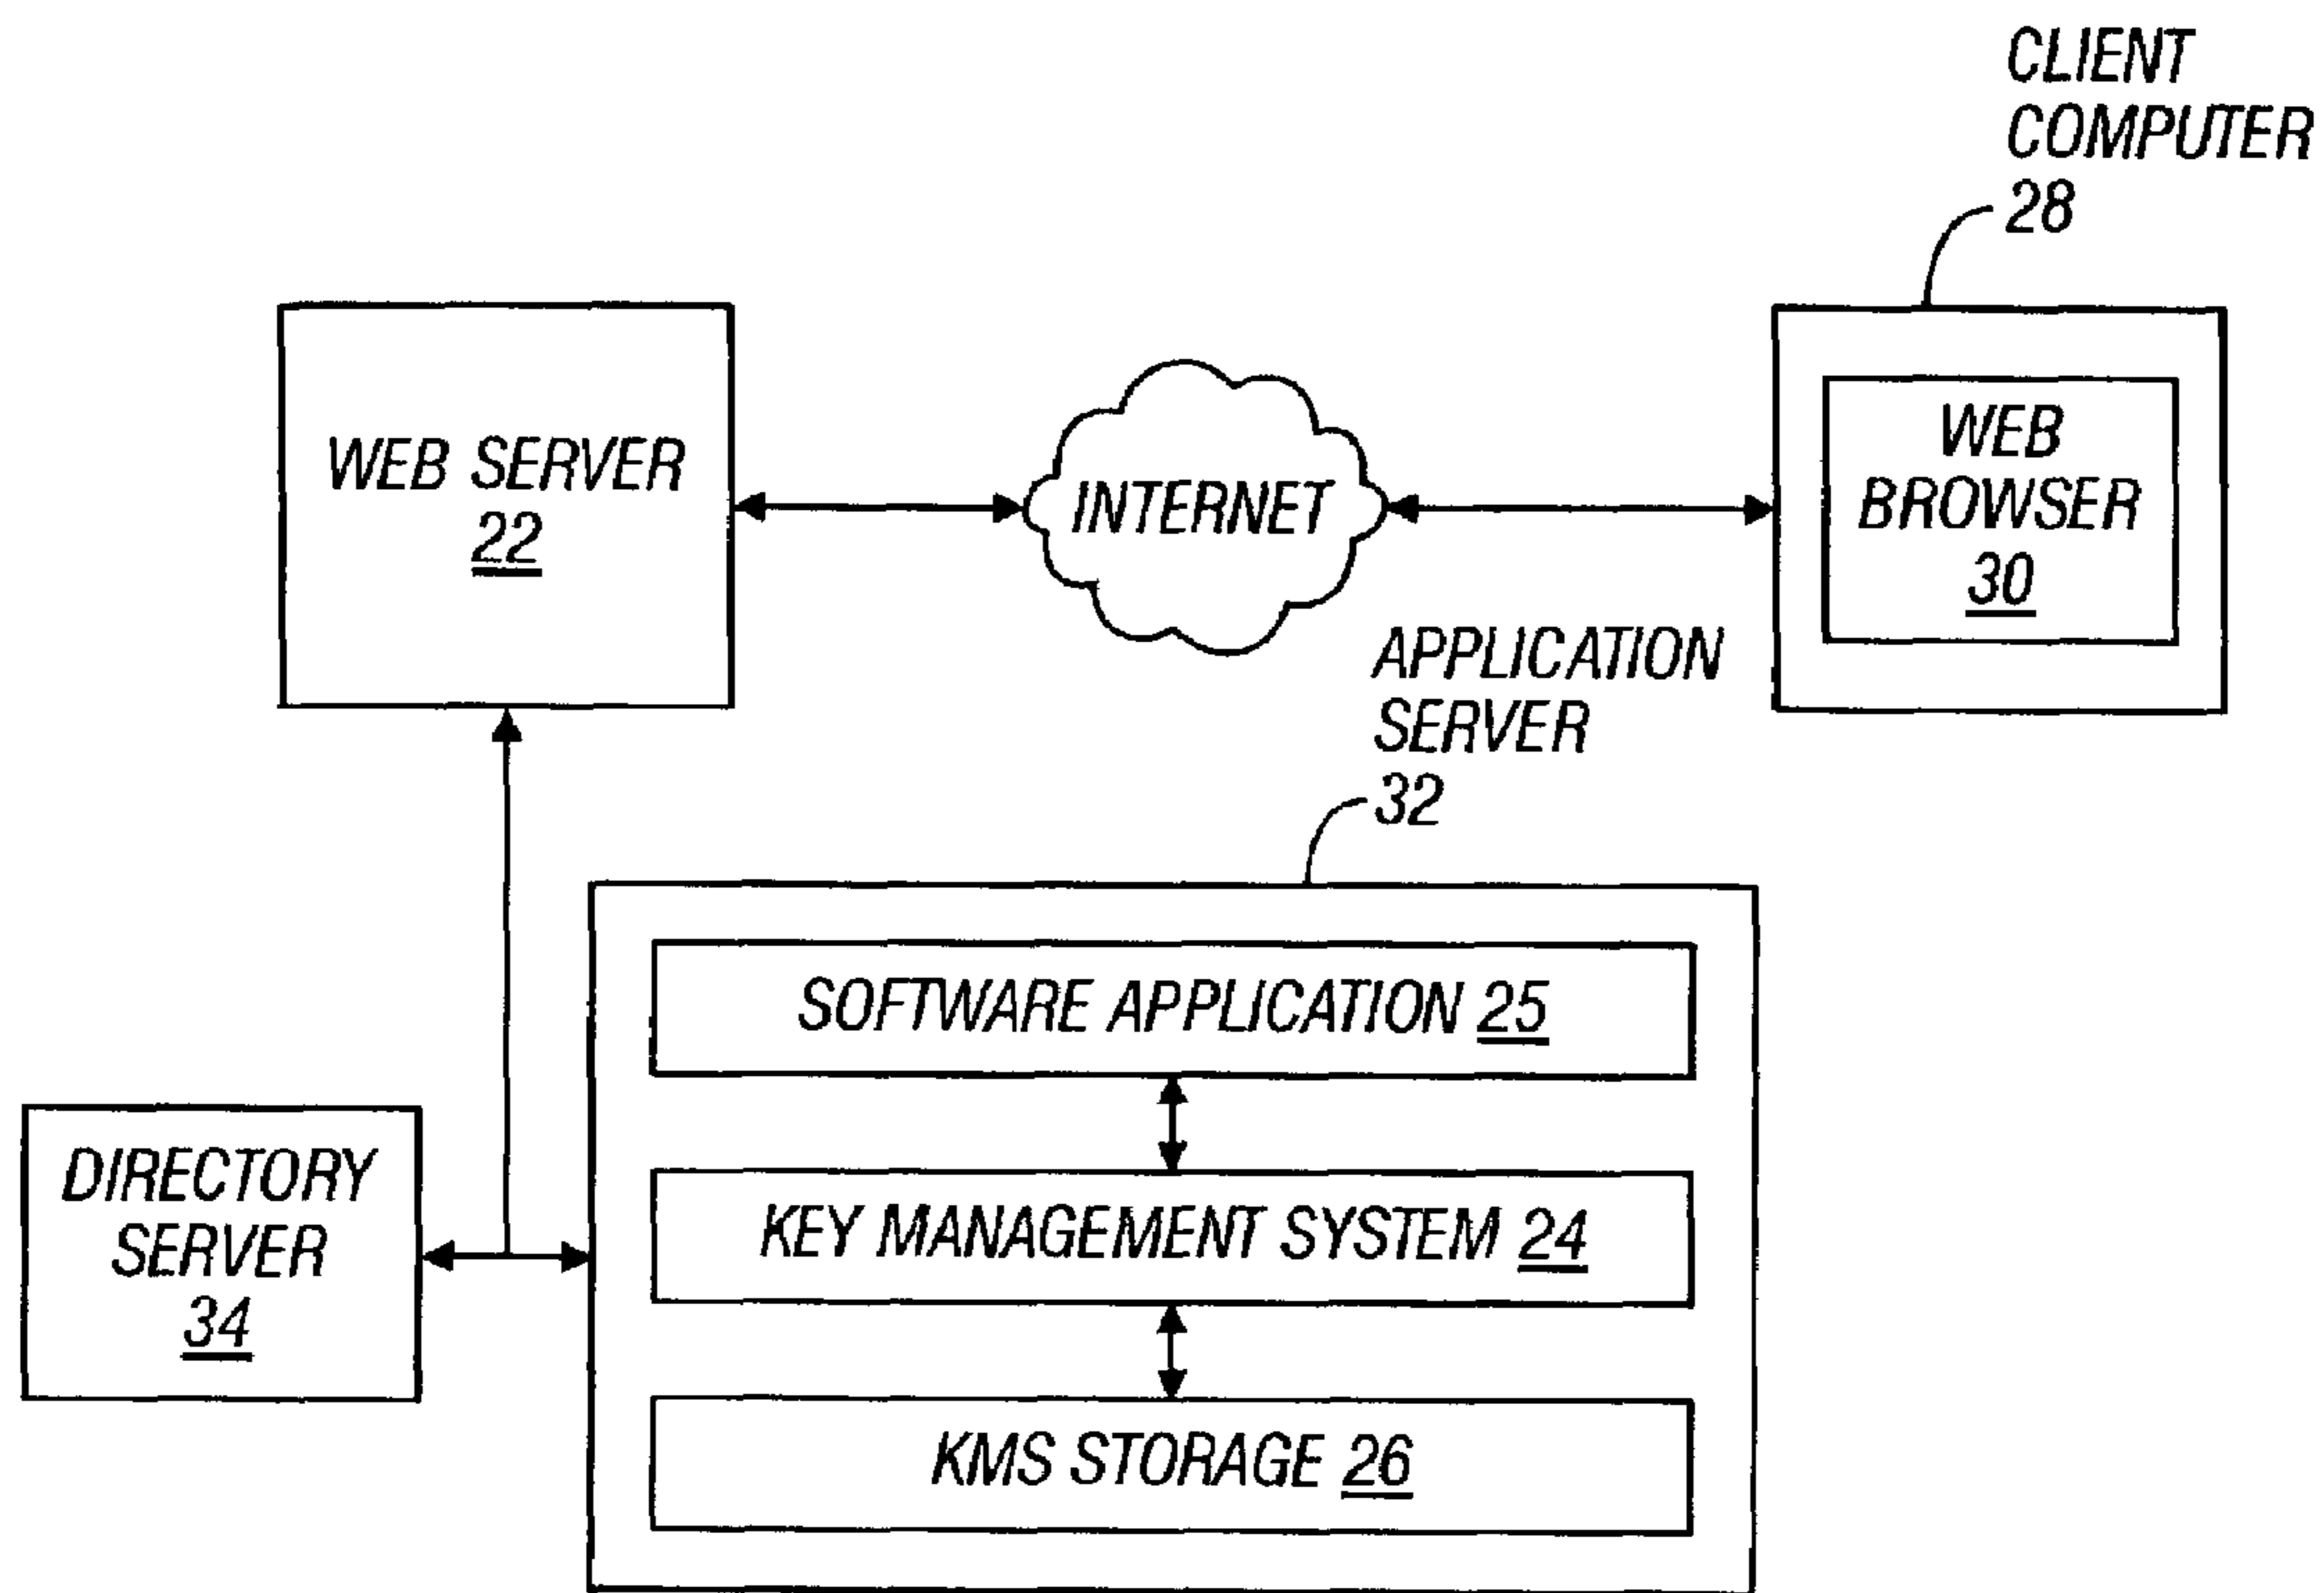 CLIENT
COMPUTER
28
WEB SERVER
22
INTERNET
WEB
BROWSER
30
APPLICATION
SERVER
32
SOFTWARE APPLICATION 25
KEY MANAGEMENT SYSTEM 24
KMS STORAGE 26
DIRECTORY
SERVER
34